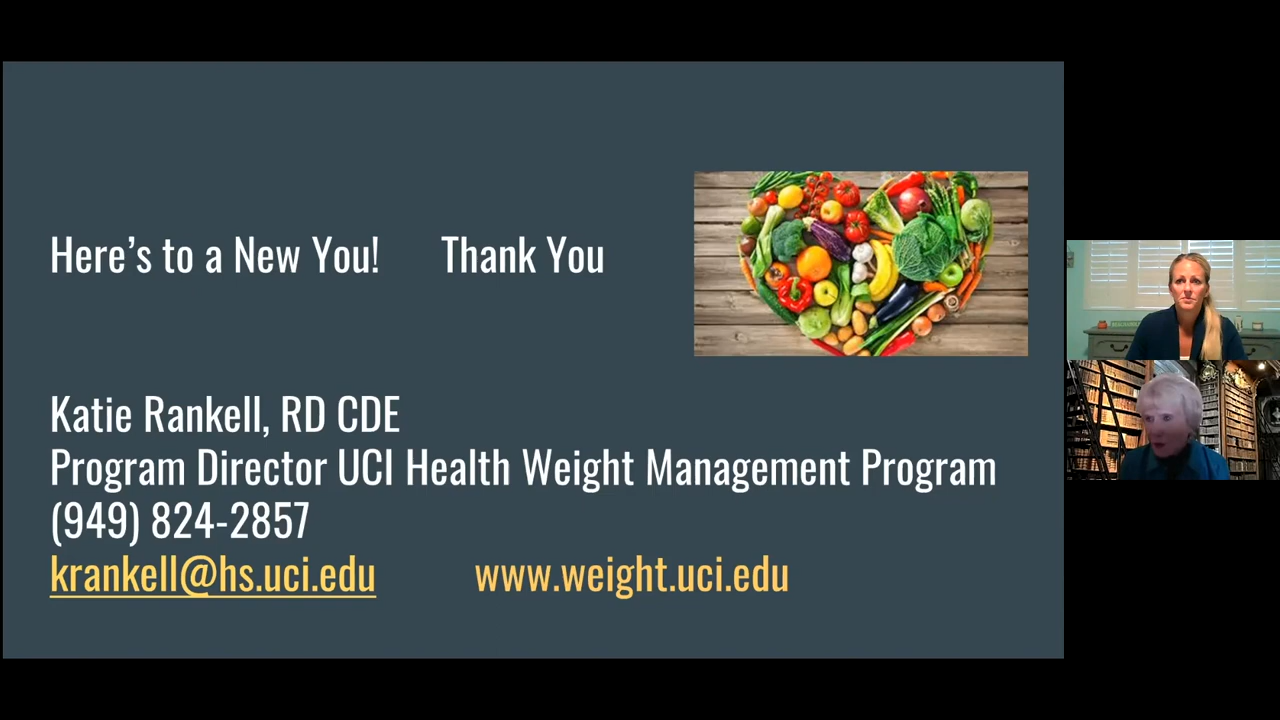 Here's to a New You! Thank You
Katie Rankell, RD CDE
Program Director UCI Health Weight Management Program
(949) 824-2857
krankell@hs.uci.edu www.weight.uci.edu